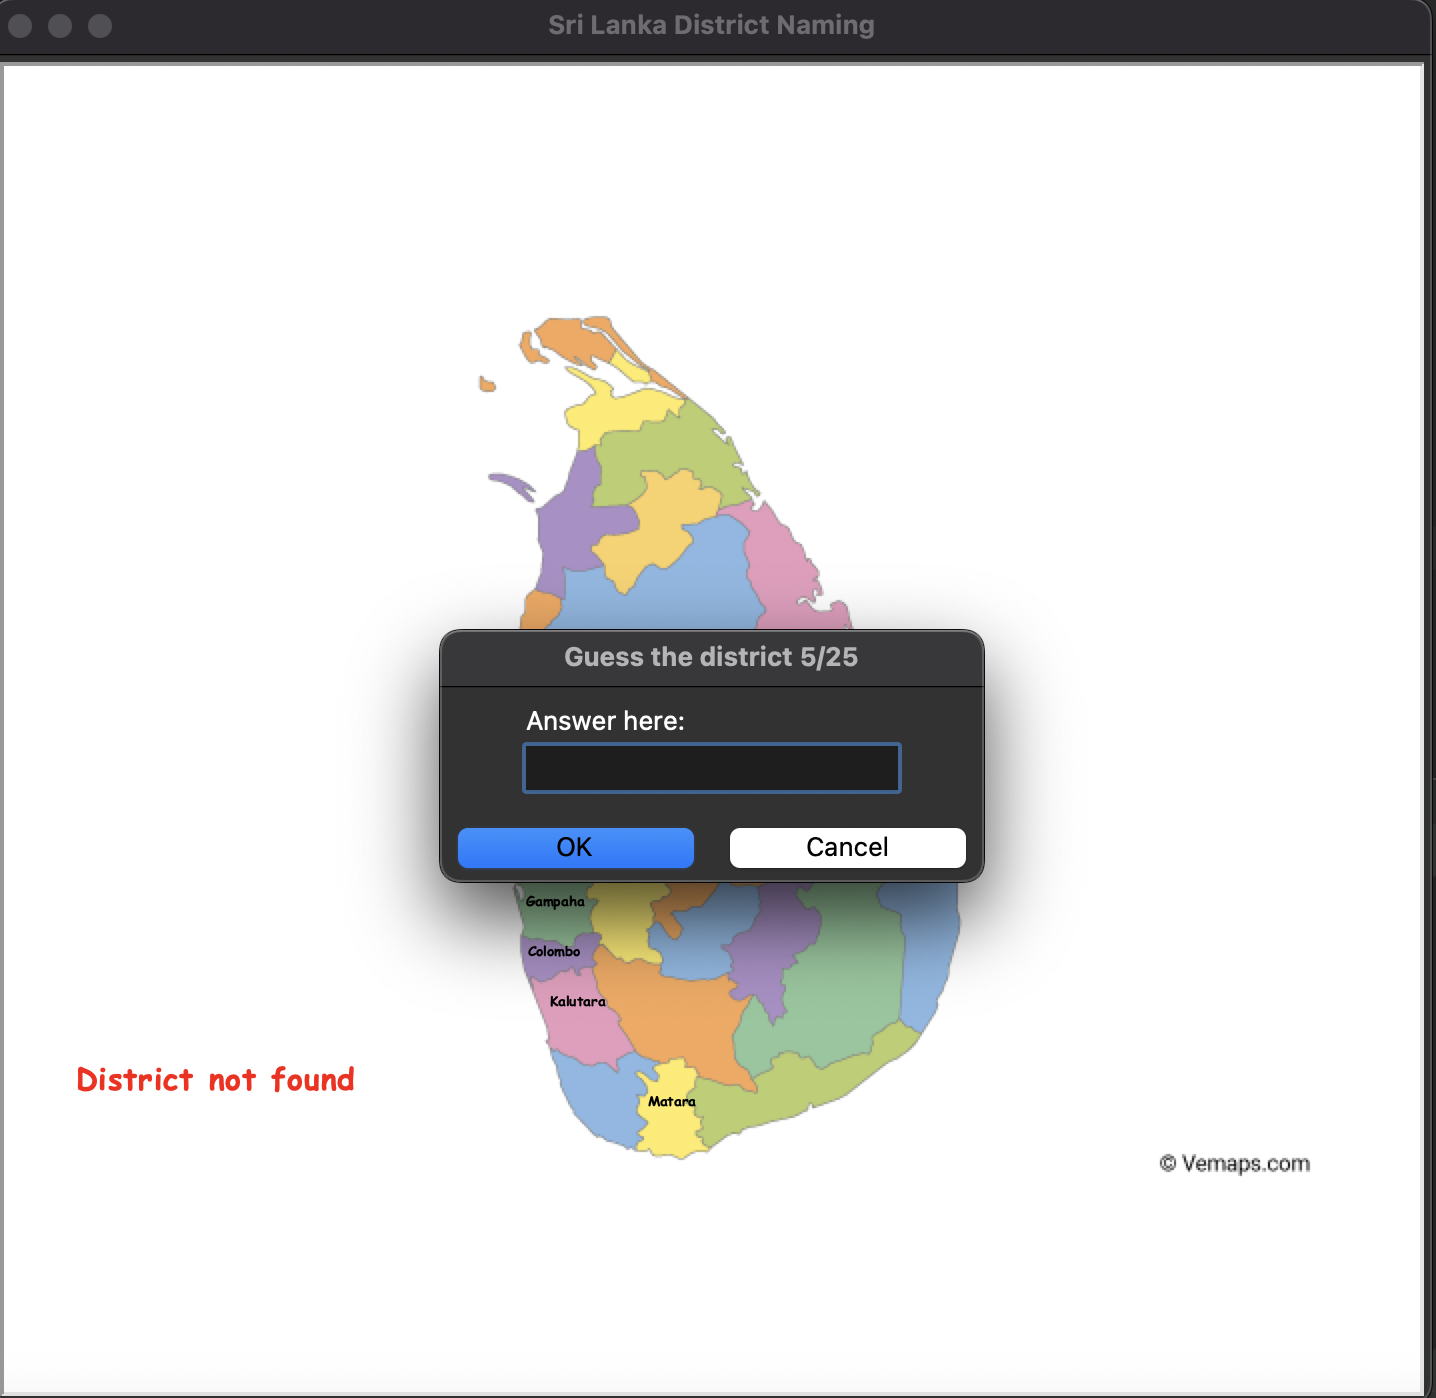 Sri Lanka District Naming
Guess the district 5/25
Answer here:
OK
Cancel
Gampaha
Colombo
Kalutara
District not found
Matara
© Vemaps.com